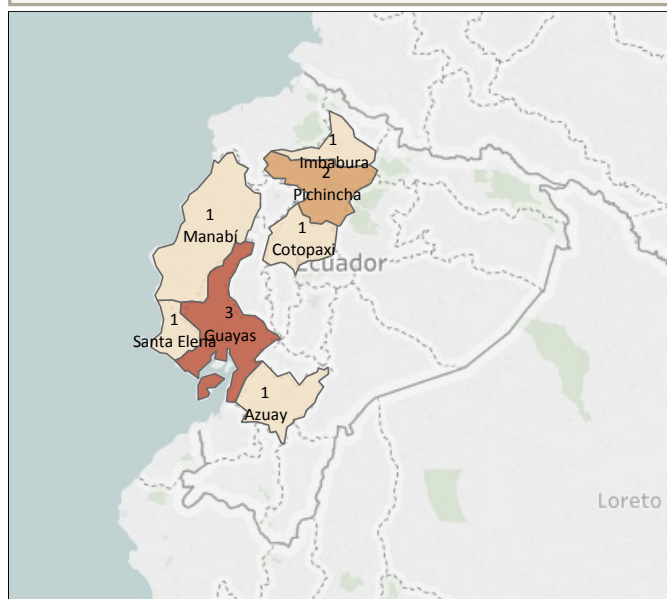 1
Imbabura
2
Pichincha
1
Manabí
1
Cotopaxi
Ecuador
3
Guayas
1
Santa Elena
1
Azuay
Loreto